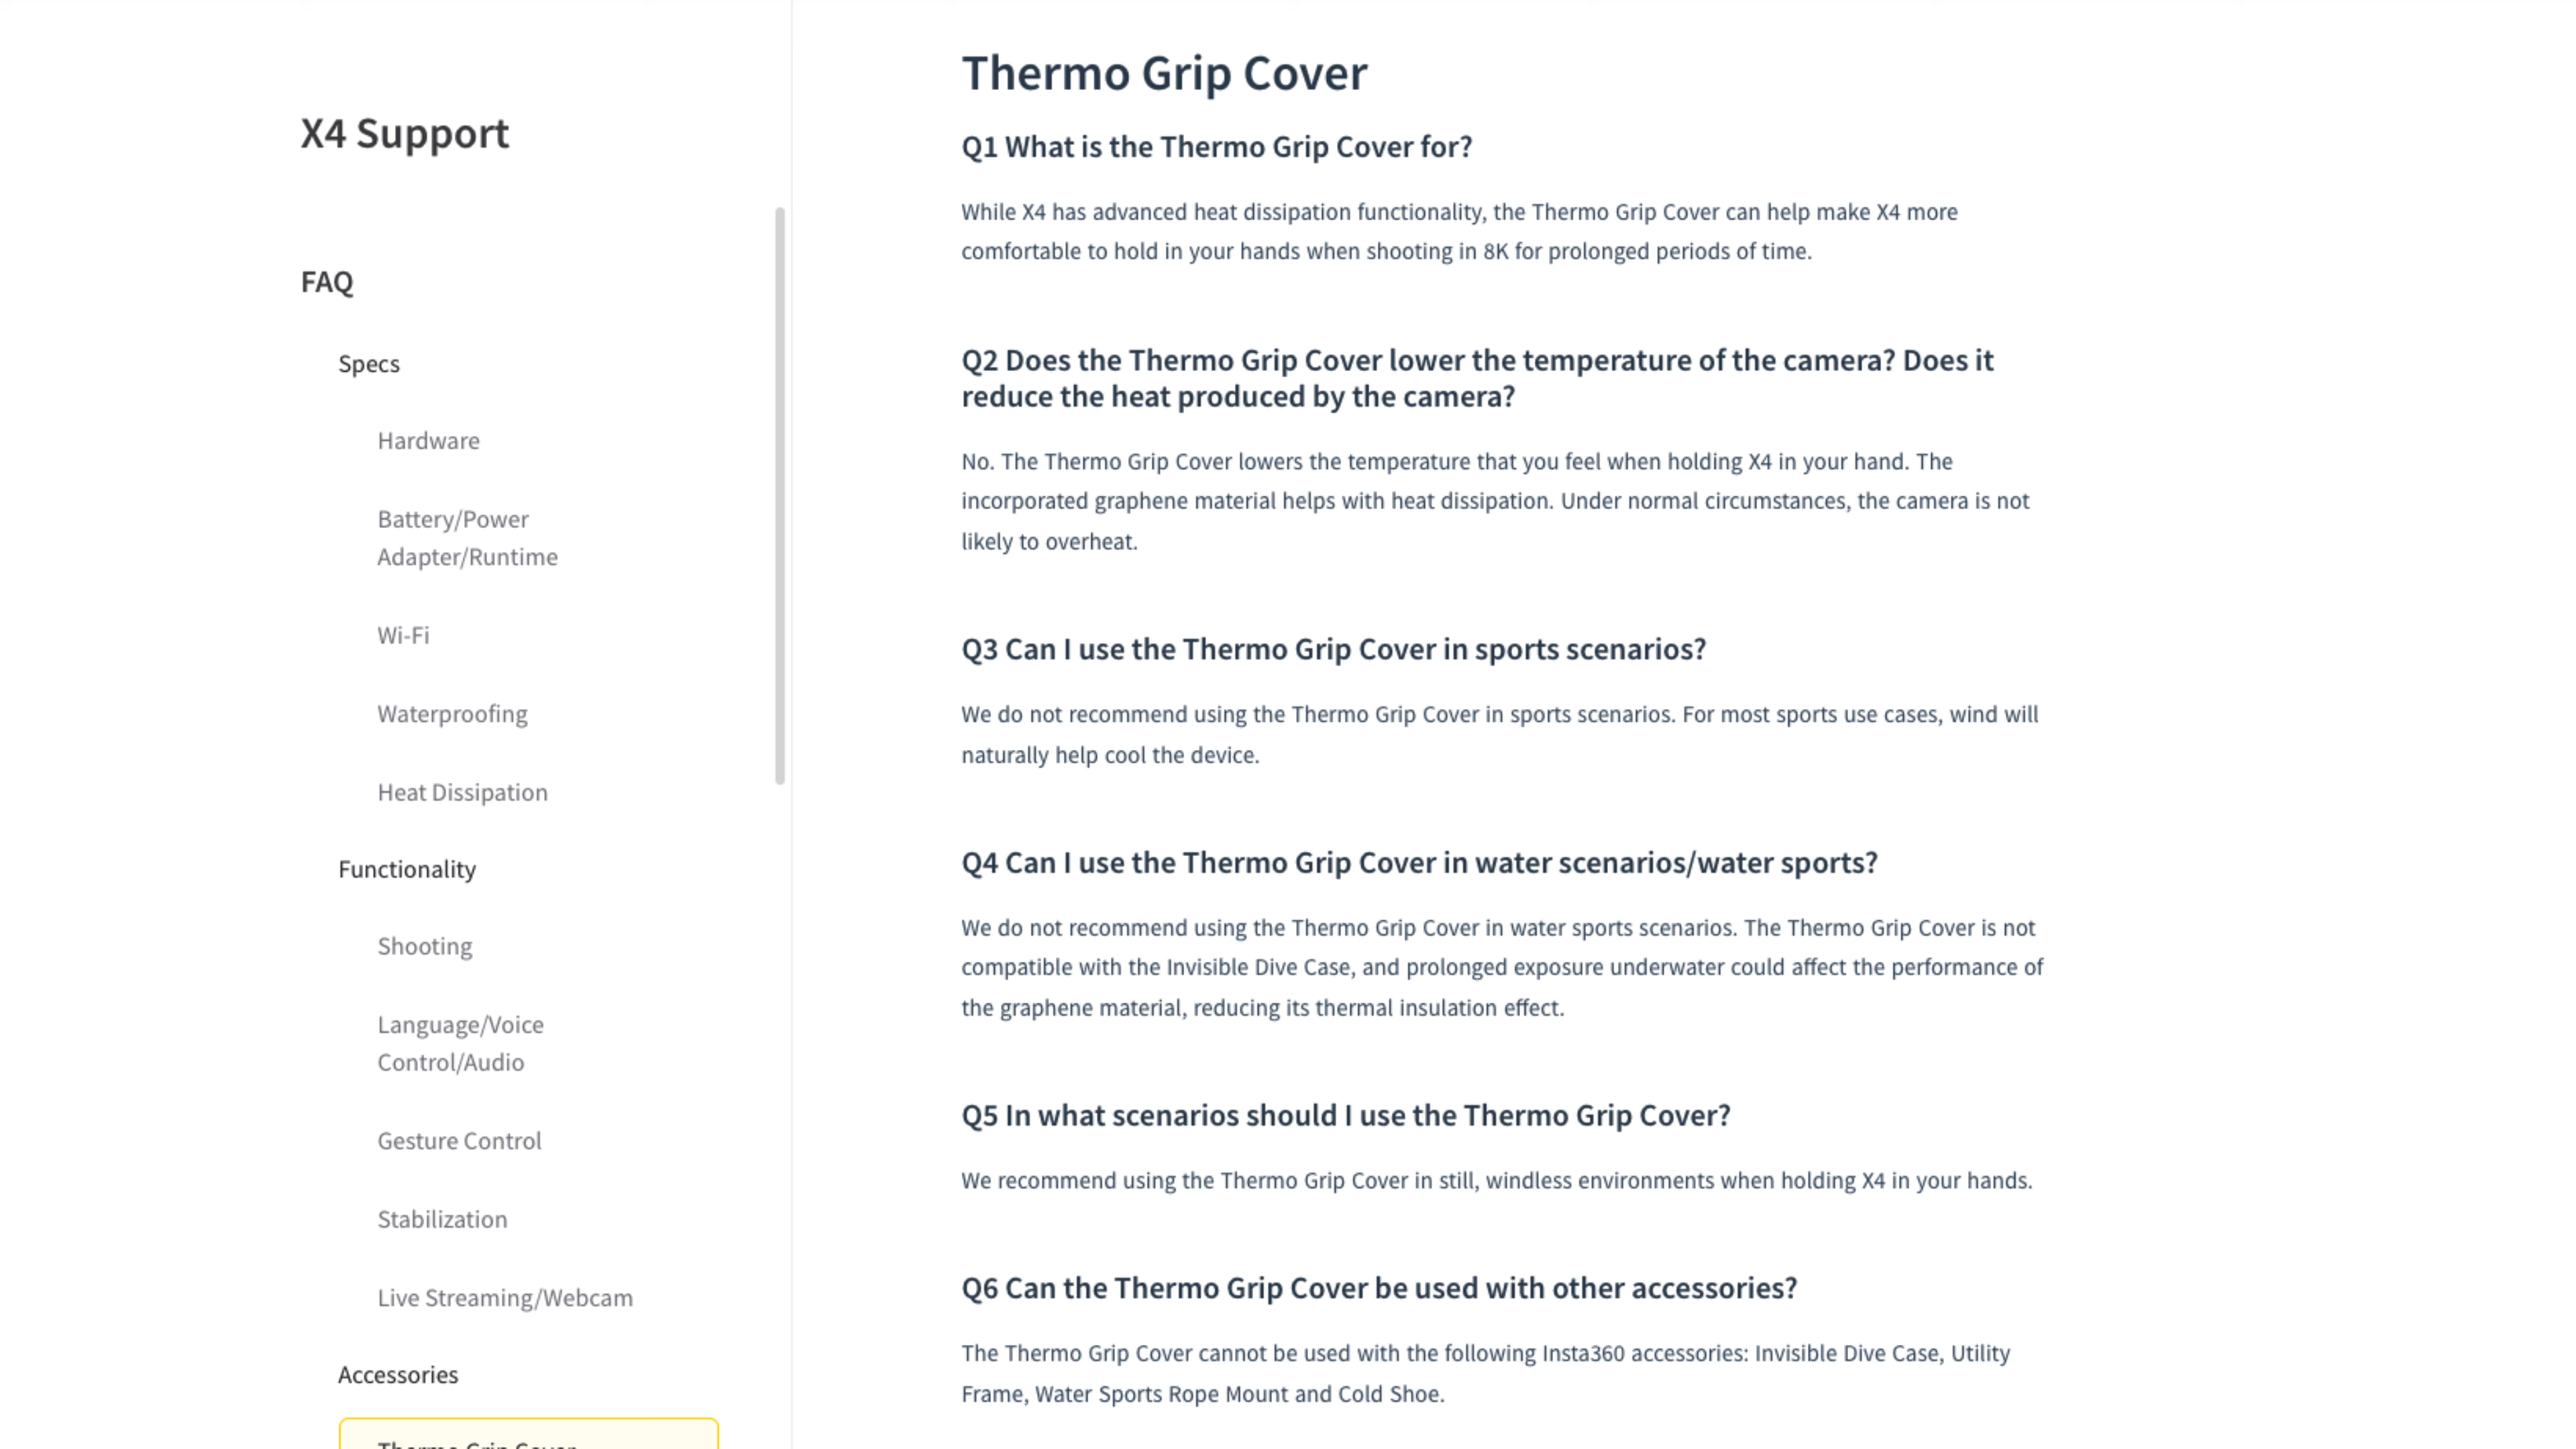 X4 Support
FAQ
Specs
Hardware
Battery/Power
Adapter/Runtime
Wi-Fi
Waterproofing
Heat Dissipation
Functionality
Shooting
Language/Voice
Control/Audio
Gesture Control
Stabilization
Live Streaming/Webcam
Accessories
Thermo Grip Cover
Thermo Grip Cover
Q1 What is the Thermo Grip Cover for?
While X4 has advanced heat dissipation functionality, the Thermo Grip Cover can help make X4 more
comfortable to hold in your hands when shooting in 8K for prolonged periods of time.
Q2 Does the Thermo Grip Cover lower the temperature of the camera? Does it
reduce the heat produced by the camera?
No. The Thermo Grip Cover lowers the temperature that you feel when holding X4 in your hand. The
incorporated graphene material helps with heat dissipation. Under normal circumstances, the camera is not
likely to overheat.
Q3 Can I use the Thermo Grip Cover in sports scenarios?
We do not recommend using the Thermo Grip Cover in sports scenarios. For most sports use cases, wind will
naturally help cool the device.
Q4 Can I use the Thermo Grip Cover in water scenarios/water sports?
We do not recommend using the Thermo Grip Cover in water sports scenarios. The Thermo Grip Cover is not
compatible with the Invisible Dive Case, and prolonged exposure underwater could affect the performance of
the graphene material, reducing its thermal insulation effect.
Q5 In what scenarios should I use the Thermo Grip Cover?
We recommend using the Thermo Grip Cover in still, windless environments when holding X4 in your hands.
Q6 Can the Thermo Grip Cover be used with other accessories?
The Thermo Grip Cover cannot be used with the following Insta360 accessories: Invisible Dive Case, Utility
Frame, Water Sports Rope Mount and Cold Shoe.